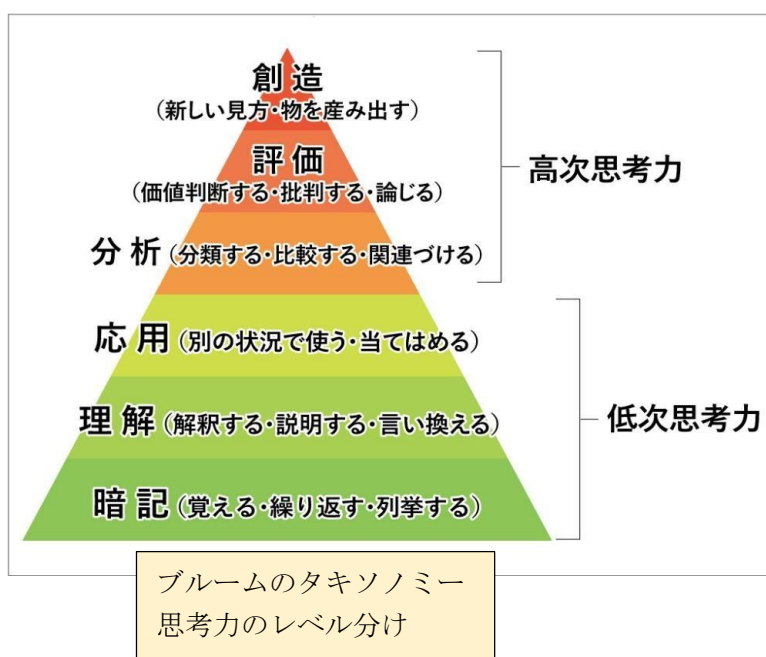 創造
(新しい見方・物を産み出す)
評価
(価値判断する・批判する・論じる)
高次思考力
分析(分類する・比較する・関連づける)
応用(別の状況で使う・当てはめる)
理解(解釈する・説明する・言い換える)
低次思考力
暗記(覚える・繰り返す・列挙する)
ブルームのタキソノミー
思考力のレベル分け